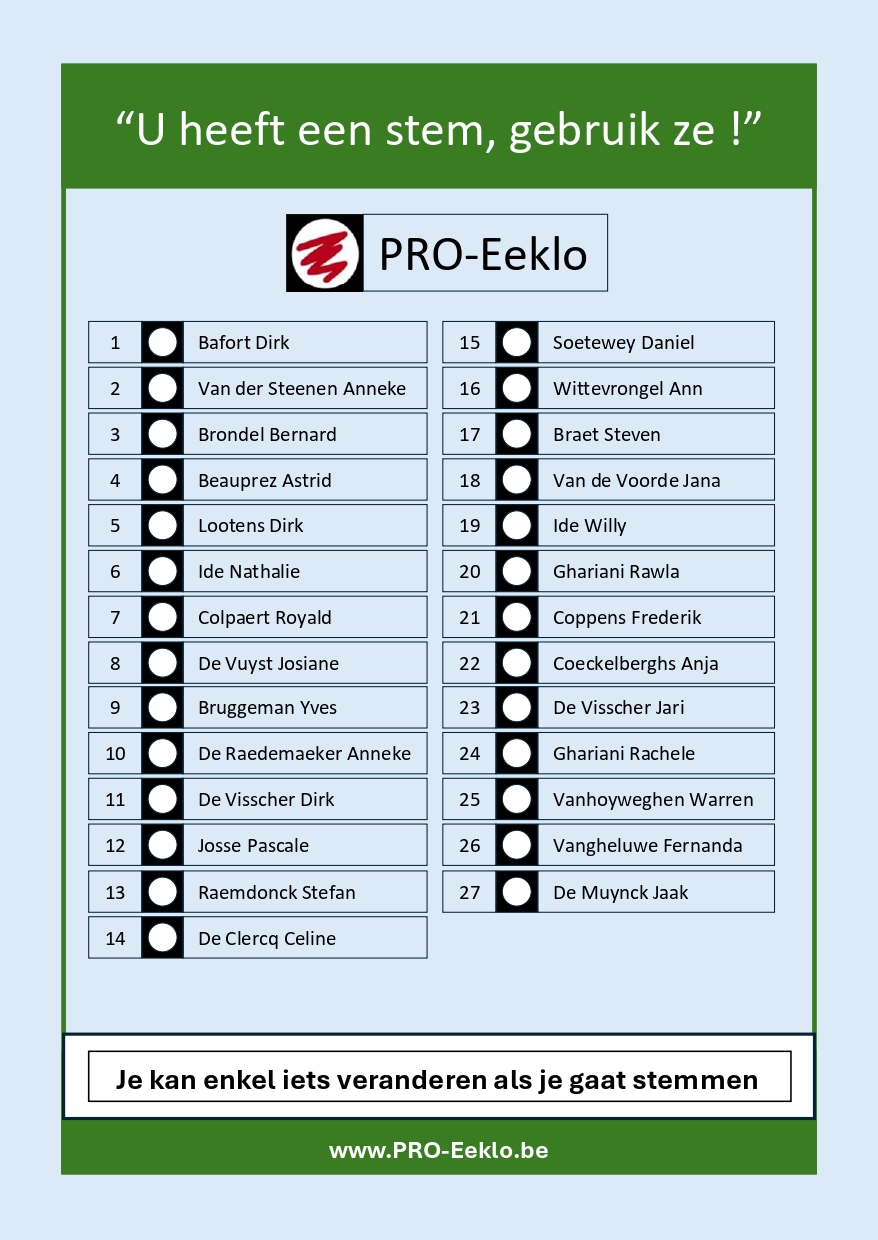 “U heeft een stem, gebruik ze !”
PRO-Eeklo
1 Bafort Dirk
2 Van der Steenen Anneke
3 Brondel Bernard
4 Beauprez Astrid
5 Lootens Dirk
6 Ide Nathalie
7 Colpaert Royald
8 De Vuyst Josiane
9 Bruggeman Yves
10 De Raedemaeker Anneke
11 De Visscher Dirk
12 Josse Pascale
13 Raemdonck Stefan
14 De Clercq Celine
15 Soetewey Daniel
16 Wittevrongel Ann
17 Braet Steven
18 Van de Voorde Jana
19 Ide Willy
20 Ghariani Rawla
21 Coppens Frederik
22 Coeckelberghs Anja
23 De Visscher Jari
24 Ghariani Rachele
25 Vanhoyweghen Warren
26 Vangheluwe Fernanda
27 De Muynck Jaak
Je kan enkel iets veranderen als je gaat stemmen
www.PRO-Eeklo.be